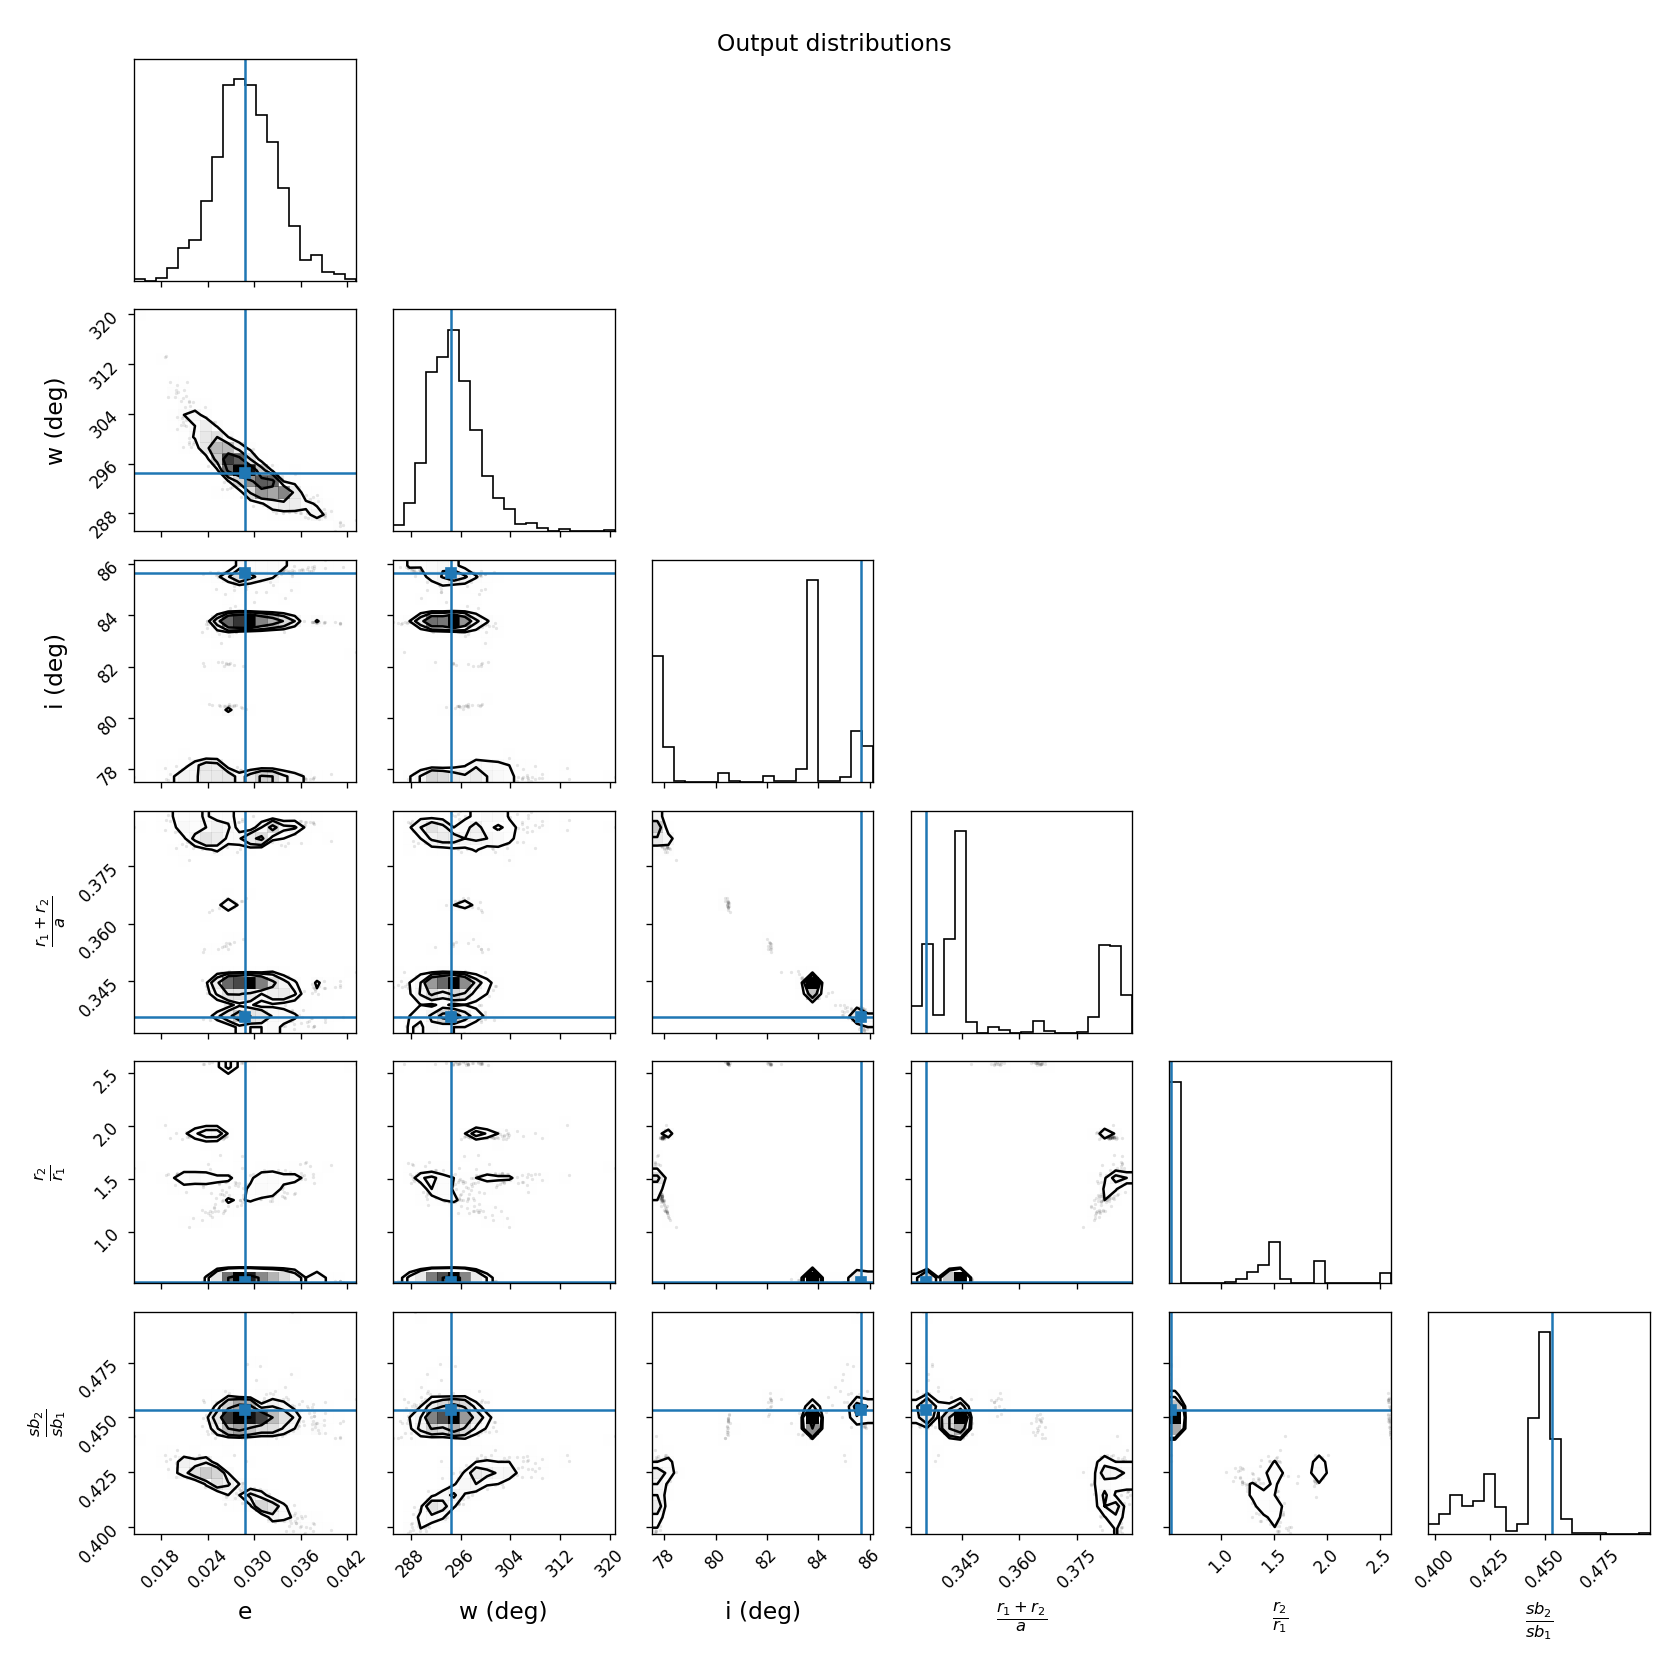 Output distributions
w (deg)
320
312
304
296
288
i (deg)
86
84
82
80
78
r₁ + r₂
a
0.375
0.360
0.345
r₂
r₁
2.5
2.0
1.5
1.0
sb₂
sb₁
0.475
0.450
0.425
0.400
0.018 0.024 0.030 0.036 0.042
288 296 304 312 320
78 80 82 84 86
0.345 0.360 0.375
1.0 1.5 2.0 2.5
0.400 0.425 0.450 0.475
e
w (deg)
i (deg)
r₁ + r₂
a
r₂
r₁
sb₂
sb₁